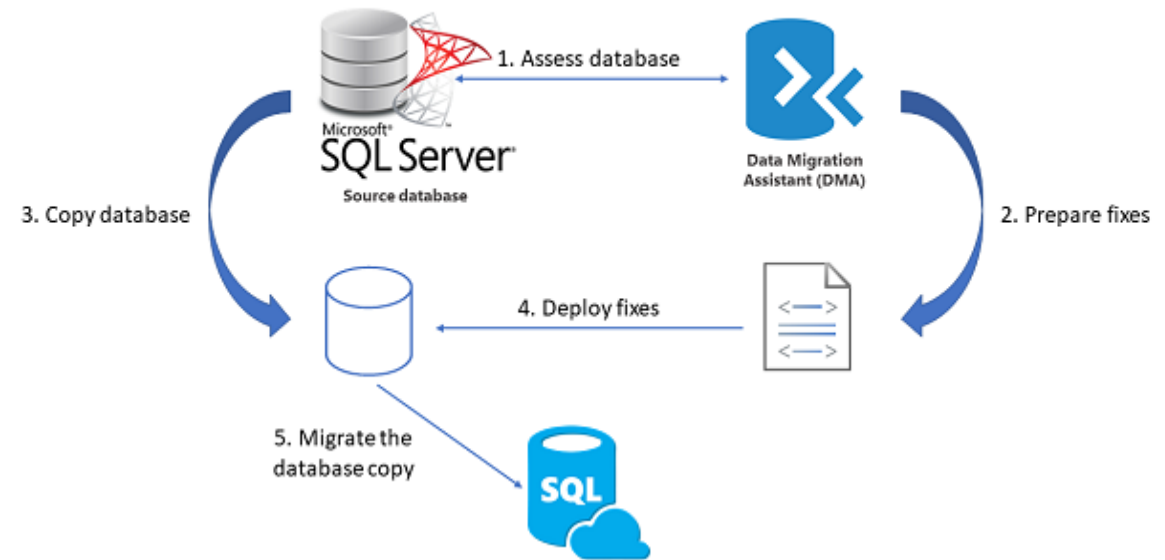 1. Assess database
Microsoft®
SQL Server®
Source database
Data Migration
Assistant (DMA)
3. Copy database
2. Prepare fixes
4. Deploy fixes
<—>
<—>
5. Migrate the
database copy
SQL